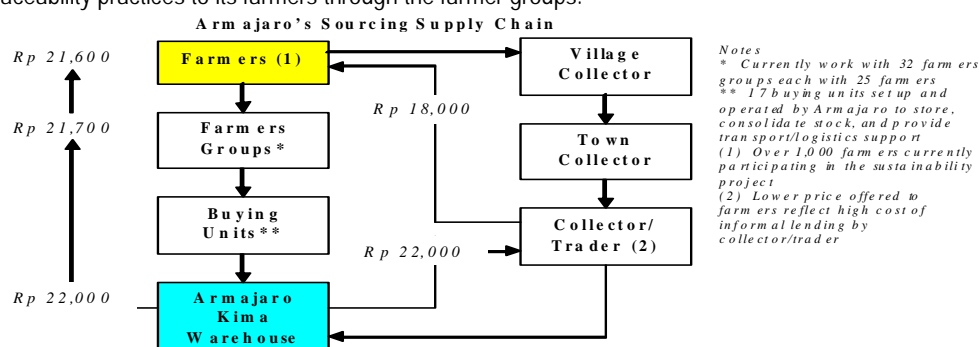 aceability practices to its farmers through the farmer groups.
Armajaro's Sourcing Supply Chain
Rp 21,600
Farmers (1)
Village
Collector
Notes
* Currently work with 32 farmers
groups each with 25 farmers
** 17 buying units set up and
operated by Armajaro to store,
consolidate stock, and provide
transport/logistics support
(1) Over 1,000 farmers currently
participating in the sustainability
project
(2) Lower price offered to
farmers reflect high cost of
informal lending by
collector/trader
Rp 18,000
Rp 21,700
Farmers
Groups*
Town
Collector
Buying
Units**
Collector/
Trader (2)
Rp 22,000
Rp 22,000
Armajaro
Kima
Warehouse